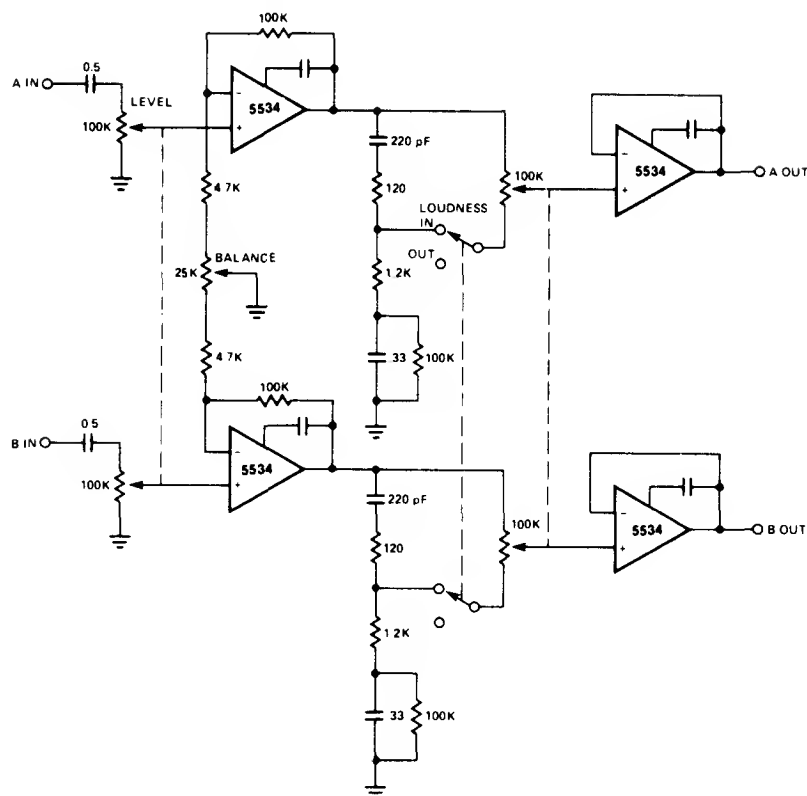 100K
0.5
A IN
LEVEL
100K
5534
-
+
220 pF
120
LOUDNESS
IN
OUT
100K
5534
-
+
A OUT
4.7K
BALANCE
25K
1.2K
33
100K
4.7K
100K
0.5
B IN
100K
5534
-
+
220 pF
120
100K
5534
-
+
B OUT
1.2K
33
100K